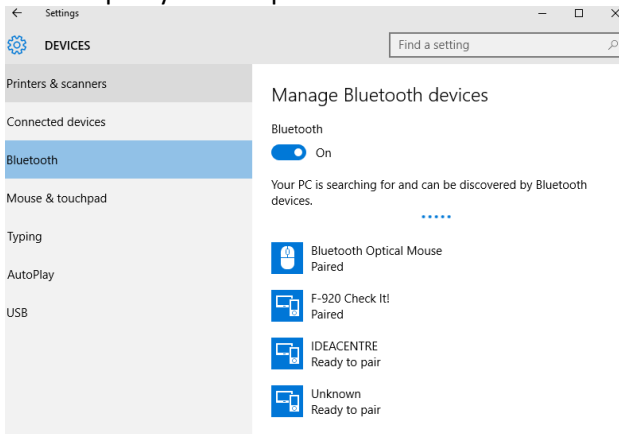 Settings
DEVICES
Find a setting
Printers & scanners
Connected devices
Bluetooth
Mouse & touchpad
Typing
AutoPlay
USB
Manage Bluetooth devices
Bluetooth
On
Your PC is searching for and can be discovered by Bluetooth
devices.
Bluetooth Optical Mouse
Paired
F-920 Check It!
Paired
IDEACENTRE
Ready to pair
Unknown
Ready to pair